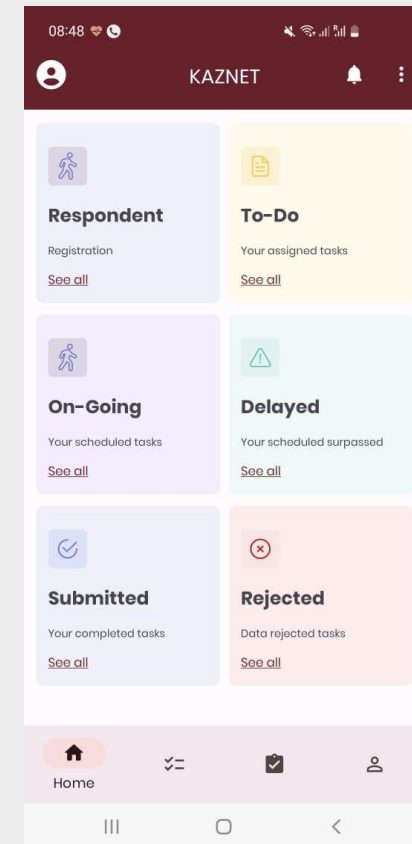 08:48
KAZNET
Respondent
Registration
See all
To-Do
Your assigned tasks
See all
On-Going
Your scheduled tasks
See all
Delayed
Your scheduled surpassed
See all
Submitted
Your completed tasks
See all
Rejected
Data rejected tasks
See all
Home